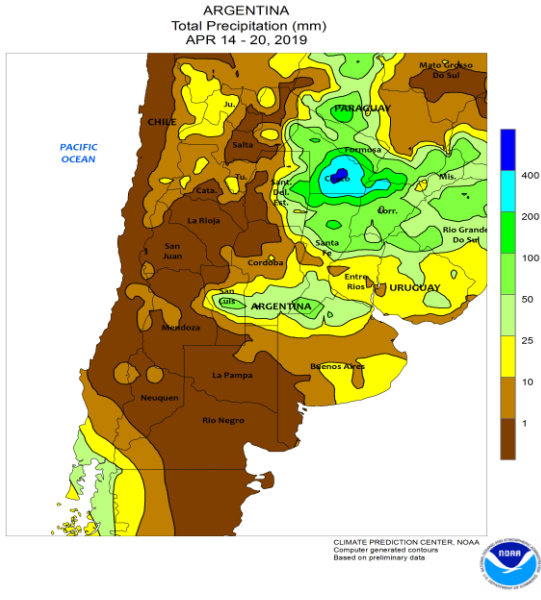 ARGENTINA
Total Precipitation (mm)
APR 14 - 20, 2019
Mato Grosso
Do Sul
Ju.
PARAGUAY
CHILE
Salta
Formosa
PACIFIC
OCEAN
Tu.
Chaco
Mis.
Cata.
Sant.
Del.
Est.
Corr.
La Rioja
Rio Grande
Do Sul
San
Juan
Santa
Fe
Cordoba
Entre
Rios
URUGUAY
San
Luis
ARGENTINA
Mendoza
Buenos Aires
La Pampa
Neuquen
Rio Negro
400
200
100
50
25
10
1
CLIMATE PREDICTION CENTER, NOAA
Computer generated contours
Based on preliminary data
NOAA